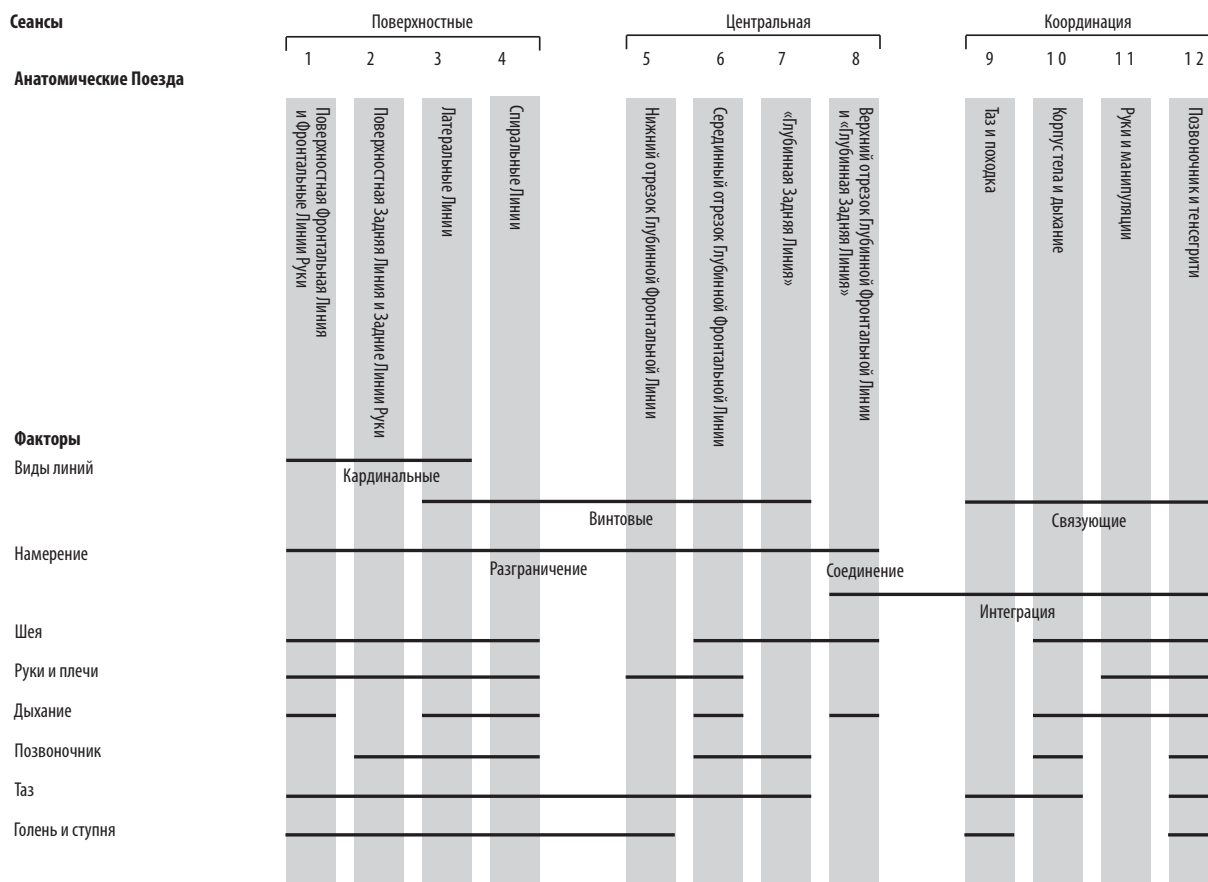 Сеансы
Поверхностные
Центральная
Координация
1 2 3 4 5 6 7 8 9 10 11 12
Анатомические Поезда
Поверхностная Фронтальная Линия
и Фронтальные Линии Руки
Поверхностная Задняя Линия и Задние Линии Руки
Латеральные Линии
Спиральные Линии
Нижний отрезок Глубинной Фронтальной Линии
Серединный отрезок Глубинной Фронтальной Линии
«Глубинная Задняя Линия»
Верхний отрезок Глубинной Фронтальной Линии
и «Глубинная Задняя Линия»
Таз и походка
Корпус тела и дыхание
Руки и манипуляции
Позвоночник и тенсегрити
Факторы
Виды линий
Кардинальные
Винтовые
Связующие
Намерение
Разграничение
Соединение
Интеграция
Шея
Руки и плечи
Дыхание
Позвоночник
Таз
Голень и ступня